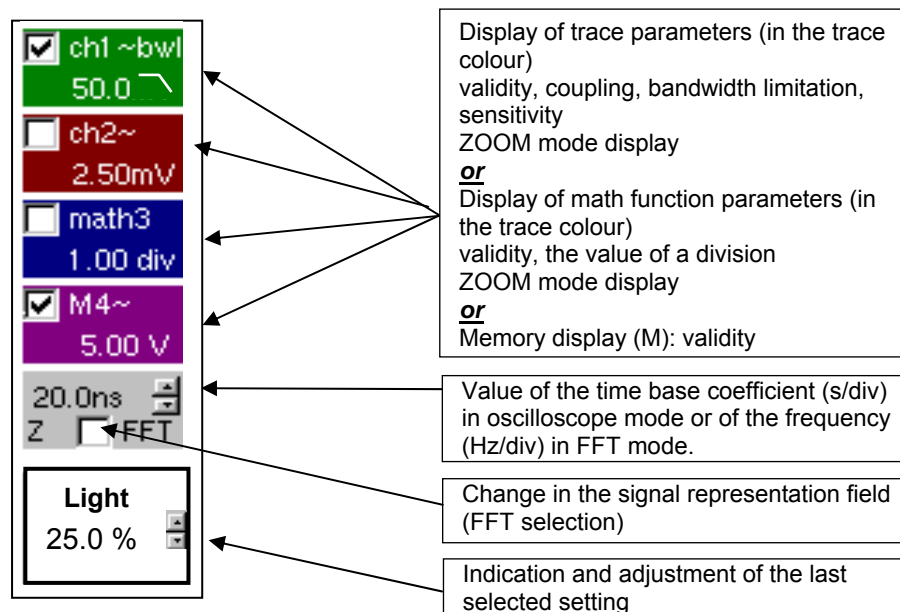 ch1 ~bwl
50.0
ch2~
2.50mV
math3
1.00 div
M4~
5.00 V
20.0ns
Z FFT
Light
25.0 %
Display of trace parameters (in the trace
colour)
validity, coupling, bandwidth limitation,
sensitivity
ZOOM mode display
or
Display of math function parameters (in
the trace colour)
validity, the value of a division
ZOOM mode display
or
Memory display (M): validity
Value of the time base coefficient (s/div)
in oscilloscope mode or of the frequency
(Hz/div) in FFT mode.
Change in the signal representation field
(FFT selection)
Indication and adjustment of the last
selected setting